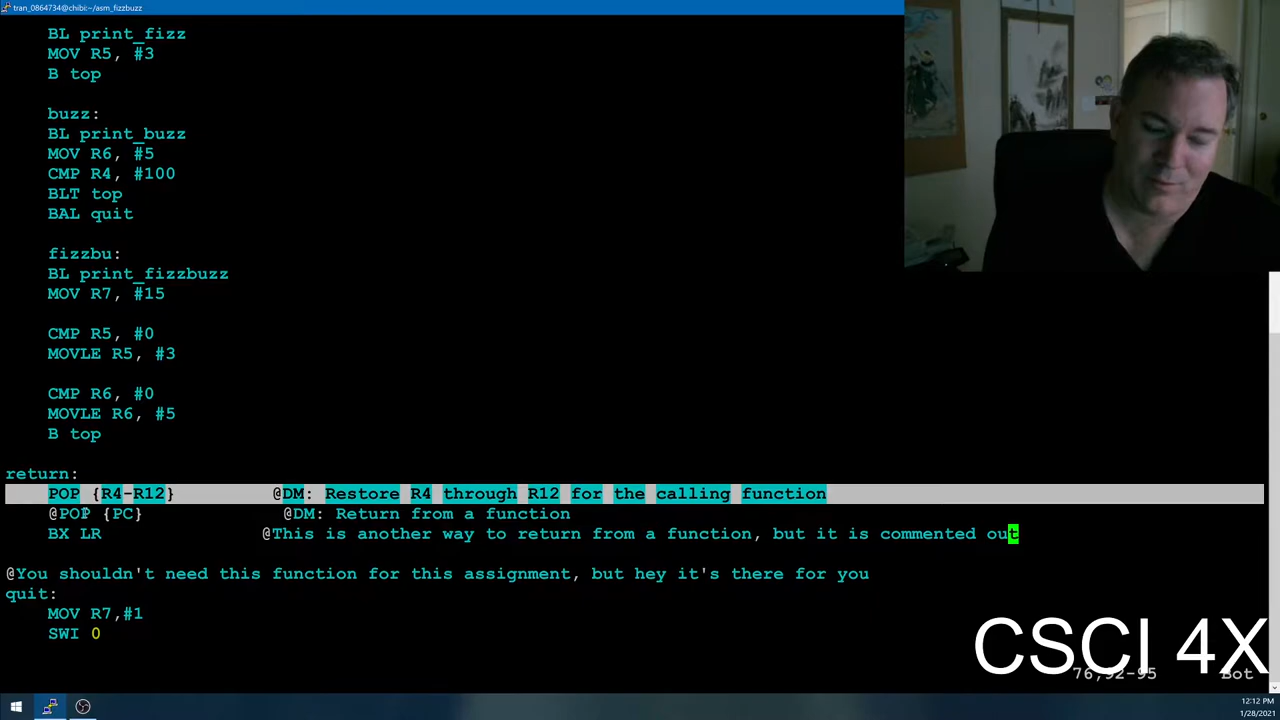 tran_0864734@chibi:~/asm_fizzbuzz
BL print_fizz
MOV R5, #3
B top
buzz:
BL print_buzz
MOV R6, #5
CMP R4, #100
BLT top
BAL quit
fizzbu:
BL print_fizzbuzz
MOV R7, #15
CMP R5, #0
MOVLE R5, #3
CMP R6, #0
MOVLE R6, #5
B top
return:
POP {R4-R12} @DM: Restore R4 through R12 for the calling function
@POP {PC} @DM: Return from a function
BX LR @This is another way to return from a function, but it is commented out
@You shouldn't need this function for this assignment, but hey it's there for you
quit:
MOV R7,#1
SWI 0
CSCI 4X
76,92-95 Bot
12:12 PM
1/28/2021